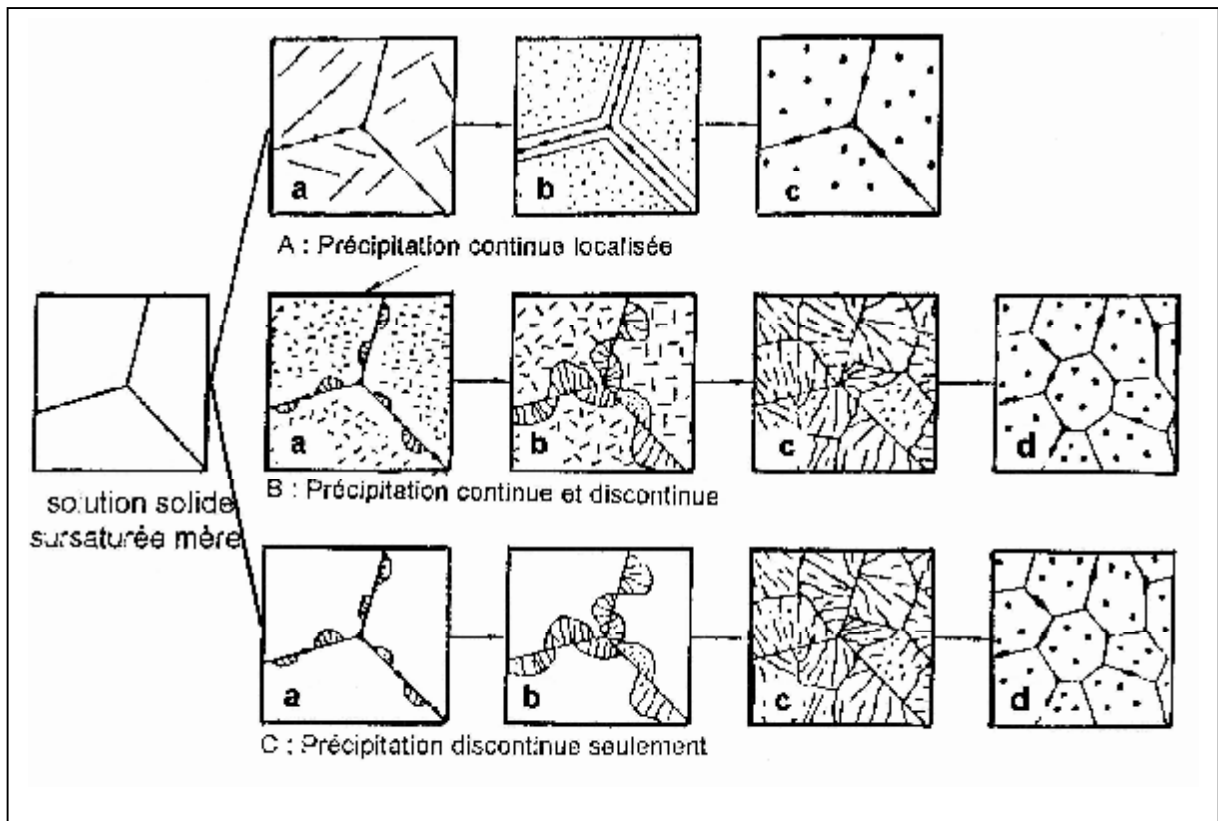 a
b
c
A : Précipitation continue localisée
a
b
c
d
B : Précipitation continue et discontinue
solution solide
sursaturée mère
a
b
c
d
C : Précipitation discontinue seulement